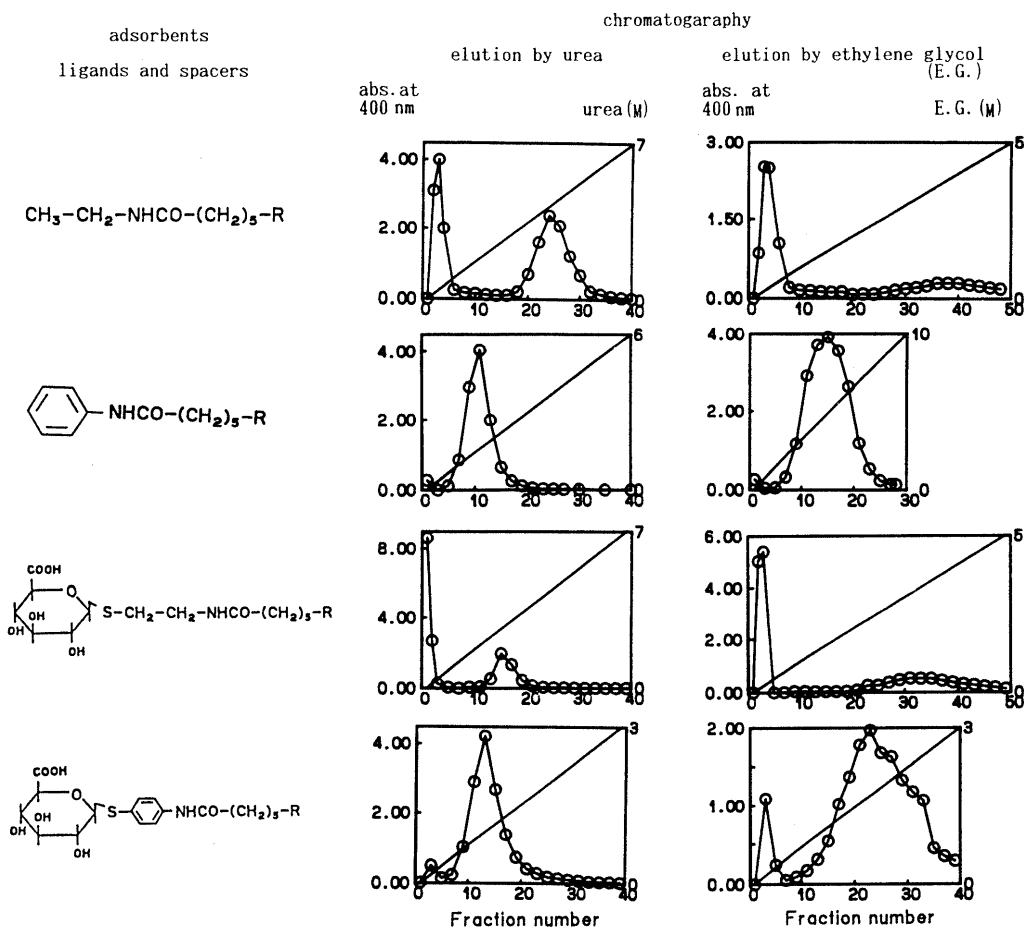 chromatogaraphy
adsorbents
ligands and spacers
elution by urea
elution by ethylene glycol
(E.G.)
abs. at
400 nm
urea (M)
abs. at
400 nm
E.G. (M)
CH₃-CH₂-NHCO-(CH₂)₅-R
4.00
2.00
0.00
0 10 20 30 40
7
0
3.00
1.50
0.00
0 10 20 30 40 50
5
0
NHCO-(CH₂)₅-R
4.00
2.00
0.00
0 10 20 30 40
6
0
4.00
2.00
0.00
0 10 20 30
10
0
COOH
O
OH
OH
OH
S-CH₂-CH₂-NHCO-(CH₂)₅-R
8.00
4.00
0.00
0 10 20 30 40
7
0
6.00
4.00
2.00
0.00
0 10 20 30 40 50
5
0
COOH
O
OH
OH
OH
S
NHCO-(CH₂)₅-R
4.00
2.00
0.00
0 10 20 30 40
3
0
2.00
1.00
0.00
0 10 20 30 40
3
0
Fraction number
Fraction number